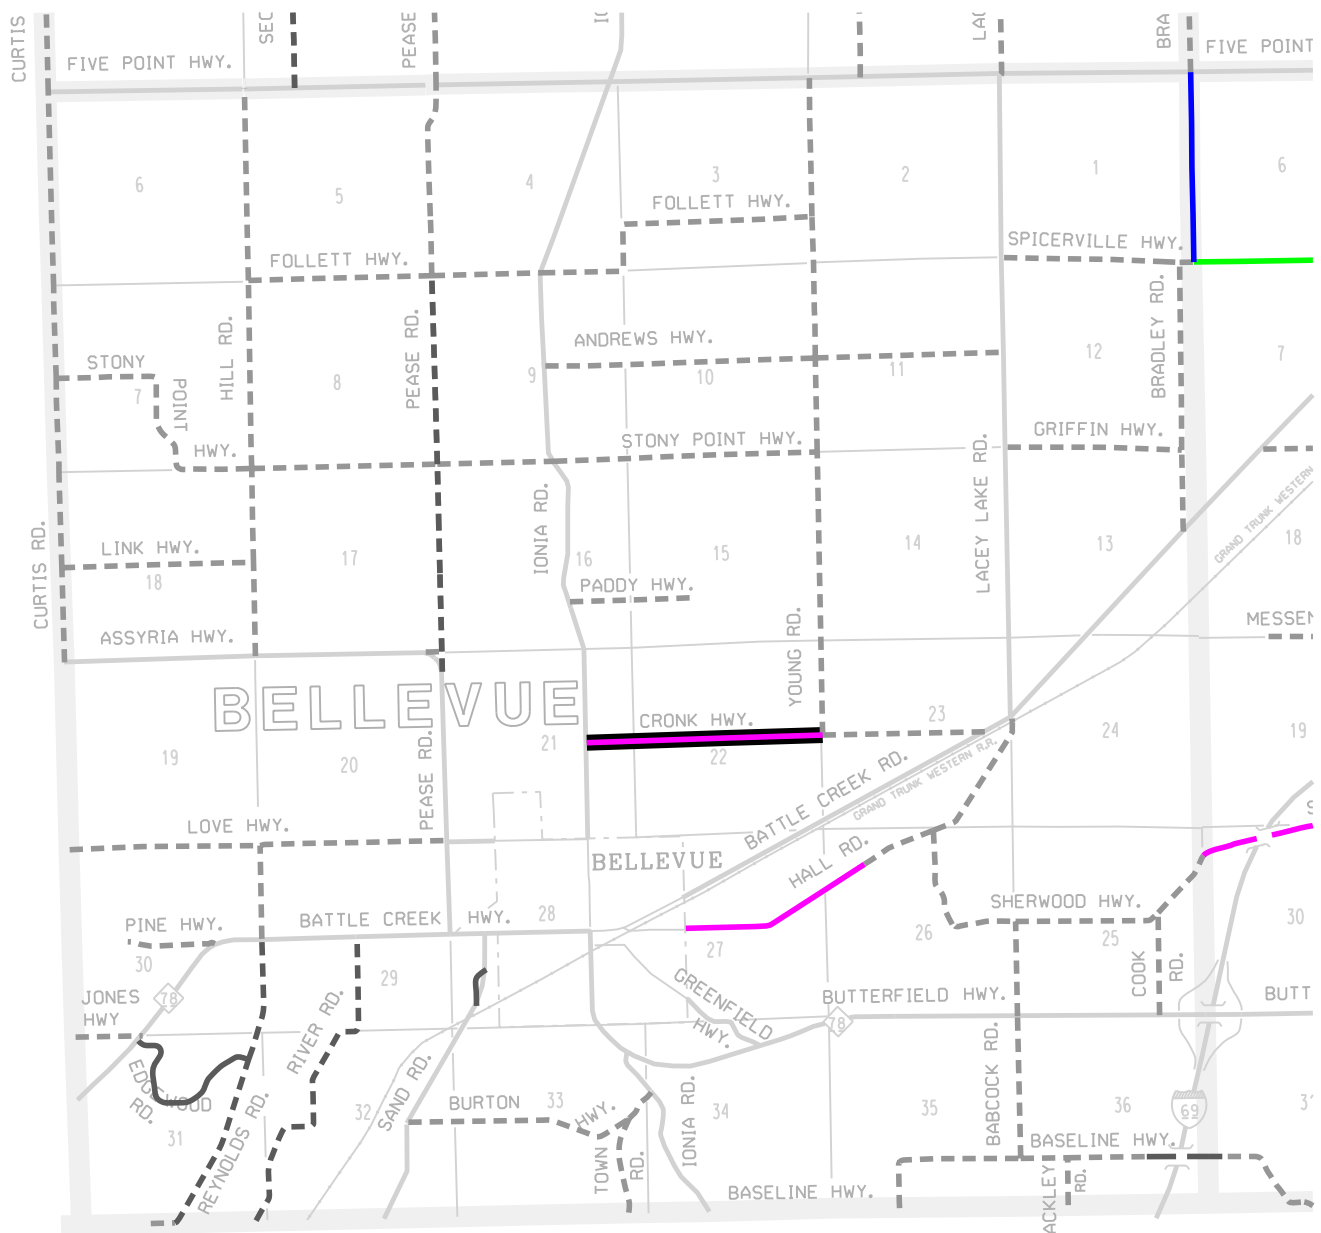 CURTIS
SEC
PEASE
LAC
BRA
FIVE POINT HWY.
FIVE POINT
6
5
4
3
2
1
6
FOLLETT HWY.
SPICERVILLE HWY.
FOLLETT HWY.
HILL RD.
PEASE RD.
BRADLEY RD.
STONY
POINT
HWY.
ANDREWS HWY.
7
8
9
10
11
12
7
STONY POINT HWY.
GRIFFIN HWY.
LACEY LAKE RD.
GRAND TRUNK WESTERN
CURTIS RD.
IONIA RD.
LINK HWY.
18
17
16
15
14
13
18
PADDY HWY.
ASSYRIA HWY.
YOUNG RD.
MESSEN
BELLEVUE
CRONK HWY.
19
20
21
22
23
24
19
PEASE RD.
BATTLE CREEK RD.
GRAND TRUNK WESTERN R.R.
LOVE HWY.
BELLEVUE
HALL RD.
S
SHERWOOD HWY.
PINE HWY.
BATTLE CREEK HWY.
30
29
28
27
26
25
30
COOK RD.
JONES
HWY
78
RIVER RD.
GREENFIELD
HWY.
BUTTERFIELD HWY.
78
BUTT
EDGEWOOD
RD.
REYNOLDS RD.
SAND RD.
BURTON
HWY.
31
32
33
34
35
36
TOWN RD.
IONIA RD.
BABCOCK RD.
69
BASELINE HWY.
BASELINE HWY.
ACKLEY RD.